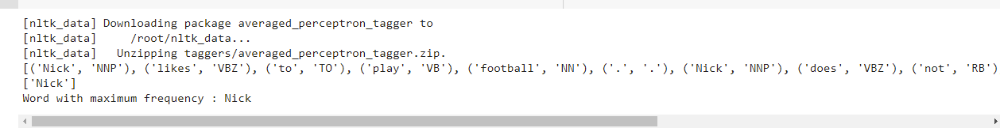 [nltk_data] Downloading package averaged_perceptron_tagger to
[nltk_data]     /root/nltk_data...
[nltk_data]   Unzipping taggers/averaged_perceptron_tagger.zip.
[('Nick', 'NNP'), ('likes', 'VBZ'), ('to', 'TO'), ('play', 'VB'), ('football', 'NN'), ('.', '.'), ('Nick', 'NNP'), ('does', 'VBZ'), ('not', 'RB')
['Nick']
Word with maximum frequency : Nick